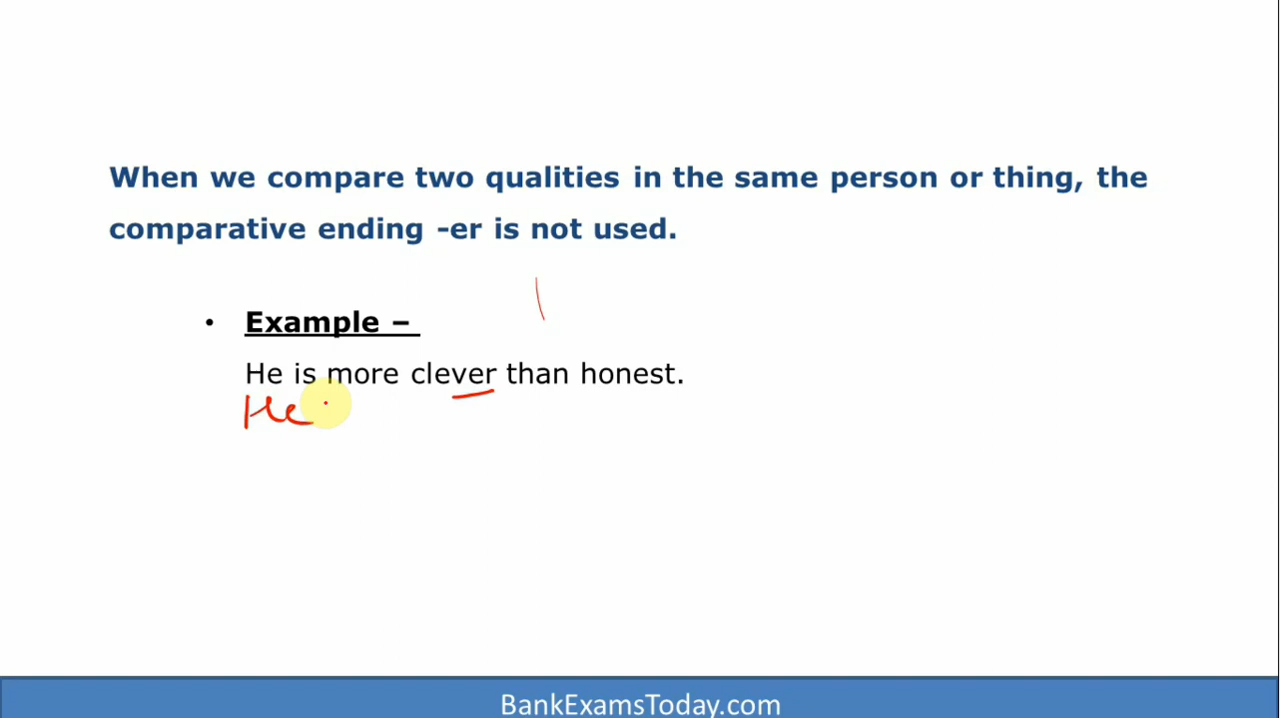 When we compare two qualities in the same person or thing, the
comparative ending -er is not used.
• Example –
He is more clever than honest.
He
BankExamsToday.com